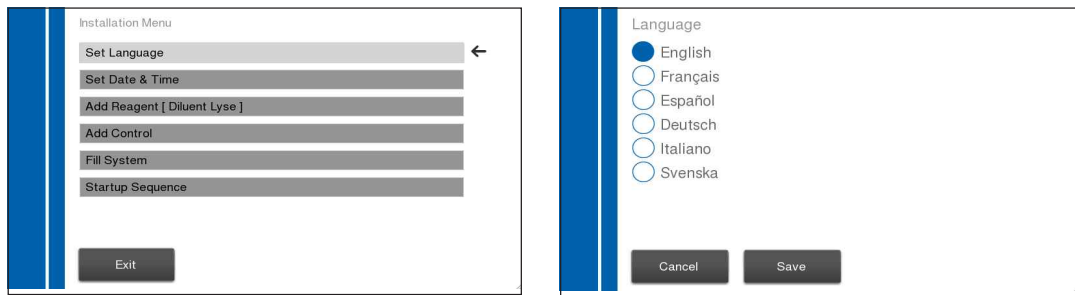 Installation Menu
Set Language
Set Date & Time
Add Reagent [ Diluent Lyse ]
Add Control
Fill System
Startup Sequence
Exit
Language
English
Français
Español
Deutsch
Italiano
Svenska
Cancel
Save